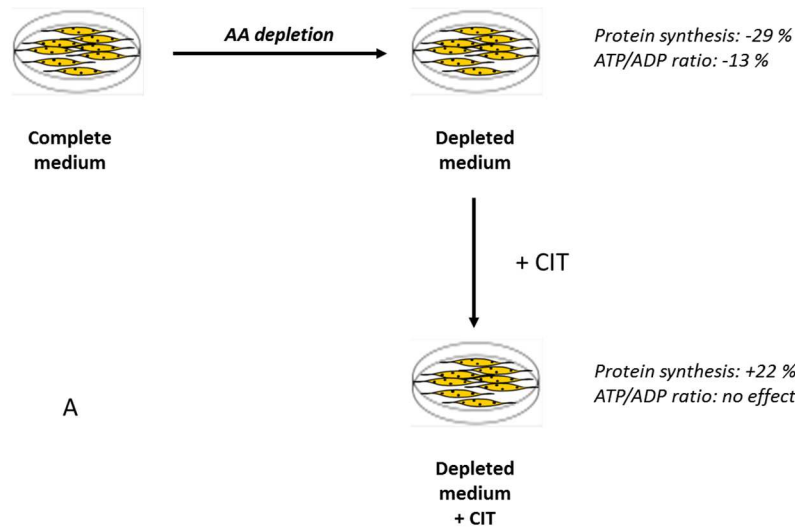 AA depletion
Protein synthesis: -29 %
ATP/ADP ratio: -13 %
Complete
medium
Depleted
medium
+ CIT
Protein synthesis: +22 %
ATP/ADP ratio: no effect
A
Depleted
medium
+ CIT